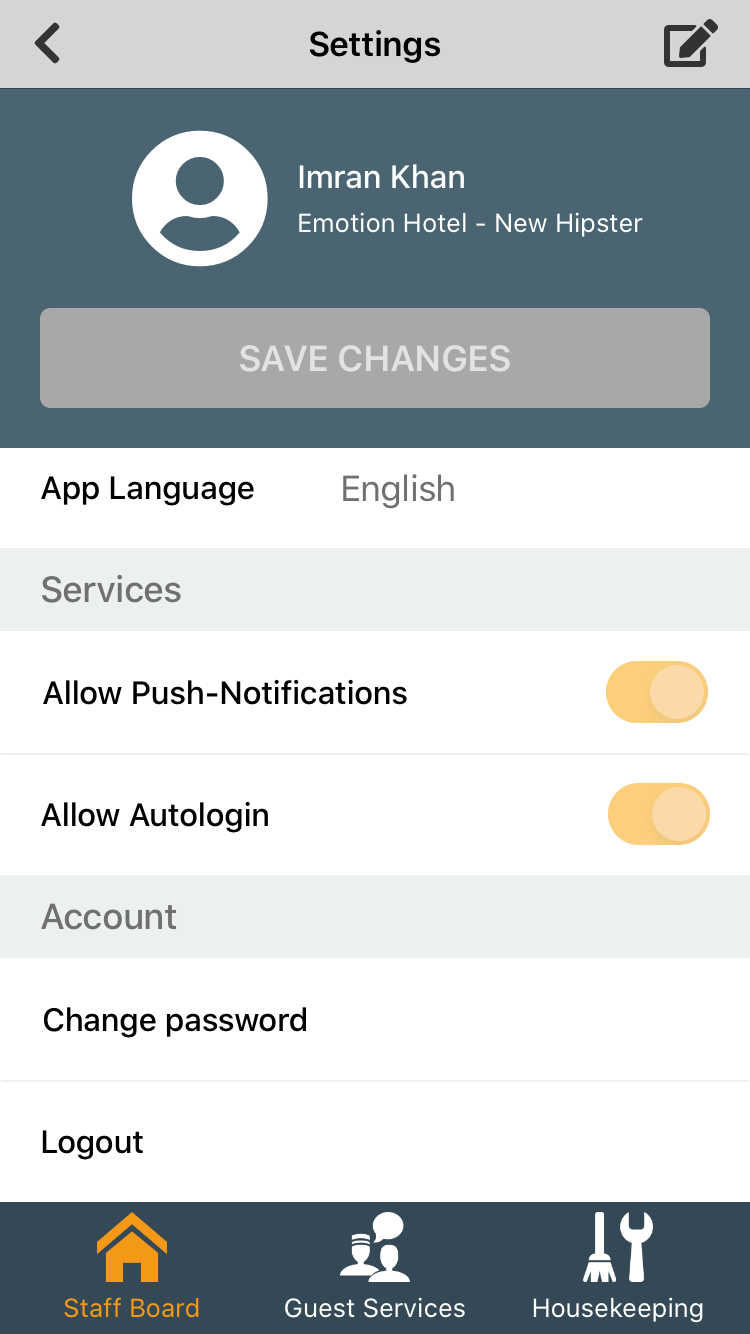 Settings
Imran Khan
Emotion Hotel - New Hipster
SAVE CHANGES
App Language English
Services
Allow Push-Notifications
Allow Autologin
Account
Change password
Logout
Staff Board Guest Services Housekeeping